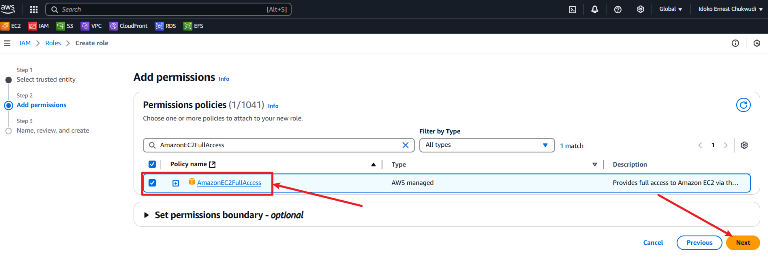 aws Search [Alt+S] Global Idoko Ernest Chukwudi
EC2 IAM S3 VPC CloudFront RDS EFS
IAM > Roles > Create role
Step 1
Select trusted entity
Step 2
Add permissions
Step 3
Name, review, and create
Add permissions Info
Permissions policies (1/1041) Info
Choose one or more policies to attach to your new role.
Filter by Type
AmazonEC2FullAccess
All types
1 match
1
Policy name
Type
Description
AmazonEC2FullAccess
AWS managed
Provides full access to Amazon EC2 via th...
Set permissions boundary - optional
Cancel
Previous
Next